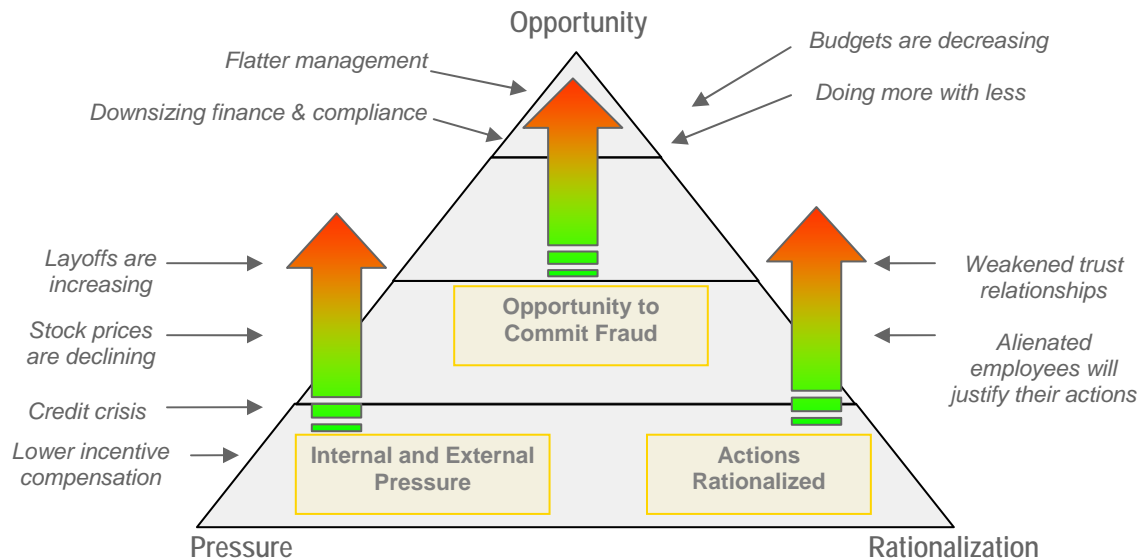 Opportunity
Flatter management
Budgets are decreasing
Downsizing finance & compliance
Doing more with less
Layoffs are
increasing
Weakened trust
relationships
Opportunity to
Commit Fraud
Stock prices
are declining
Alienated
employees will
justify their actions
Credit crisis
Lower incentive
compensation
Internal and External
Pressure
Actions
Rationalized
Pressure
Rationalization